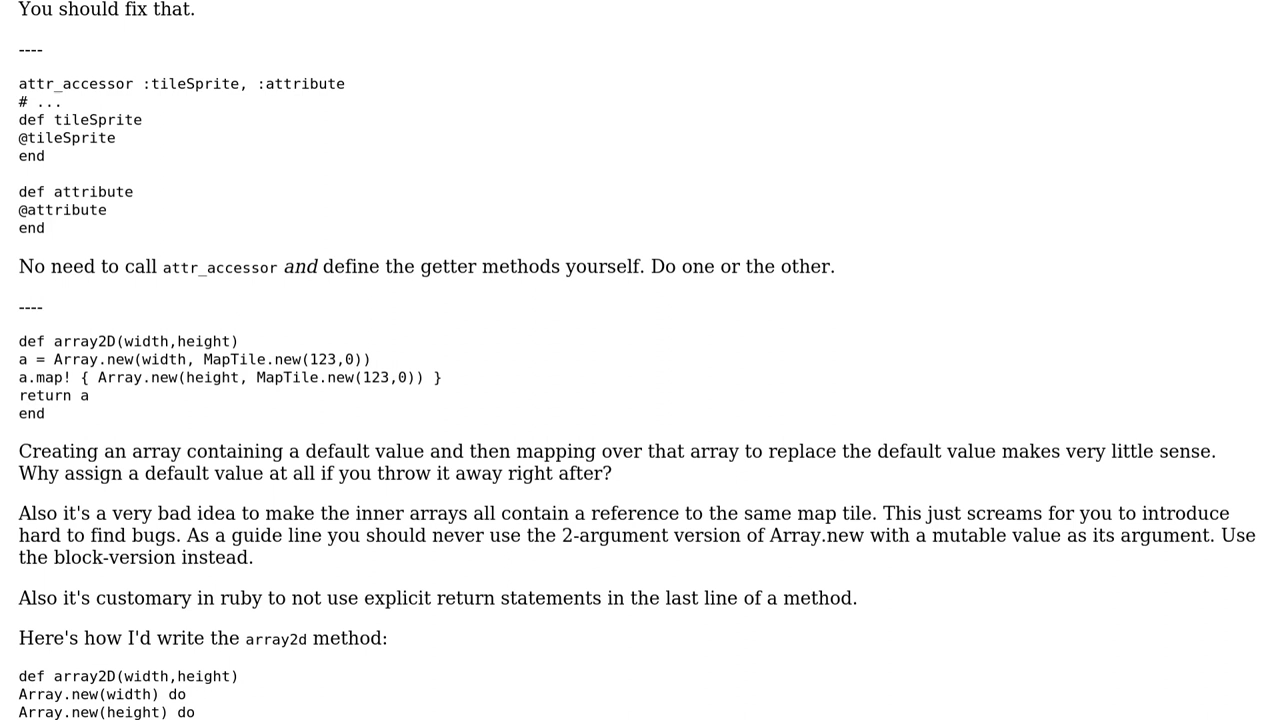 You should fix that.
----
attr_accessor :tileSprite, :attribute
# ...
def tileSprite
@tileSprite
end
def attribute
@attribute
end
No need to call attr_accessor and define the getter methods yourself. Do one or the other.
----
def array2D(width,height)
a = Array.new(width, MapTile.new(123,0))
a.map! { Array.new(height, MapTile.new(123,0)) }
return a
end
Creating an array containing a default value and then mapping over that array to replace the default value makes very little sense.
Why assign a default value at all if you throw it away right after?
Also it's a very bad idea to make the inner arrays all contain a reference to the same map tile. This just screams for you to introduce
hard to find bugs. As a guide line you should never use the 2-argument version of Array.new with a mutable value as its argument. Use
the block-version instead.
Also it's customary in ruby to not use explicit return statements in the last line of a method.
Here's how I'd write the array2d method:
def array2D(width,height)
Array.new(width) do
Array.new(height) do